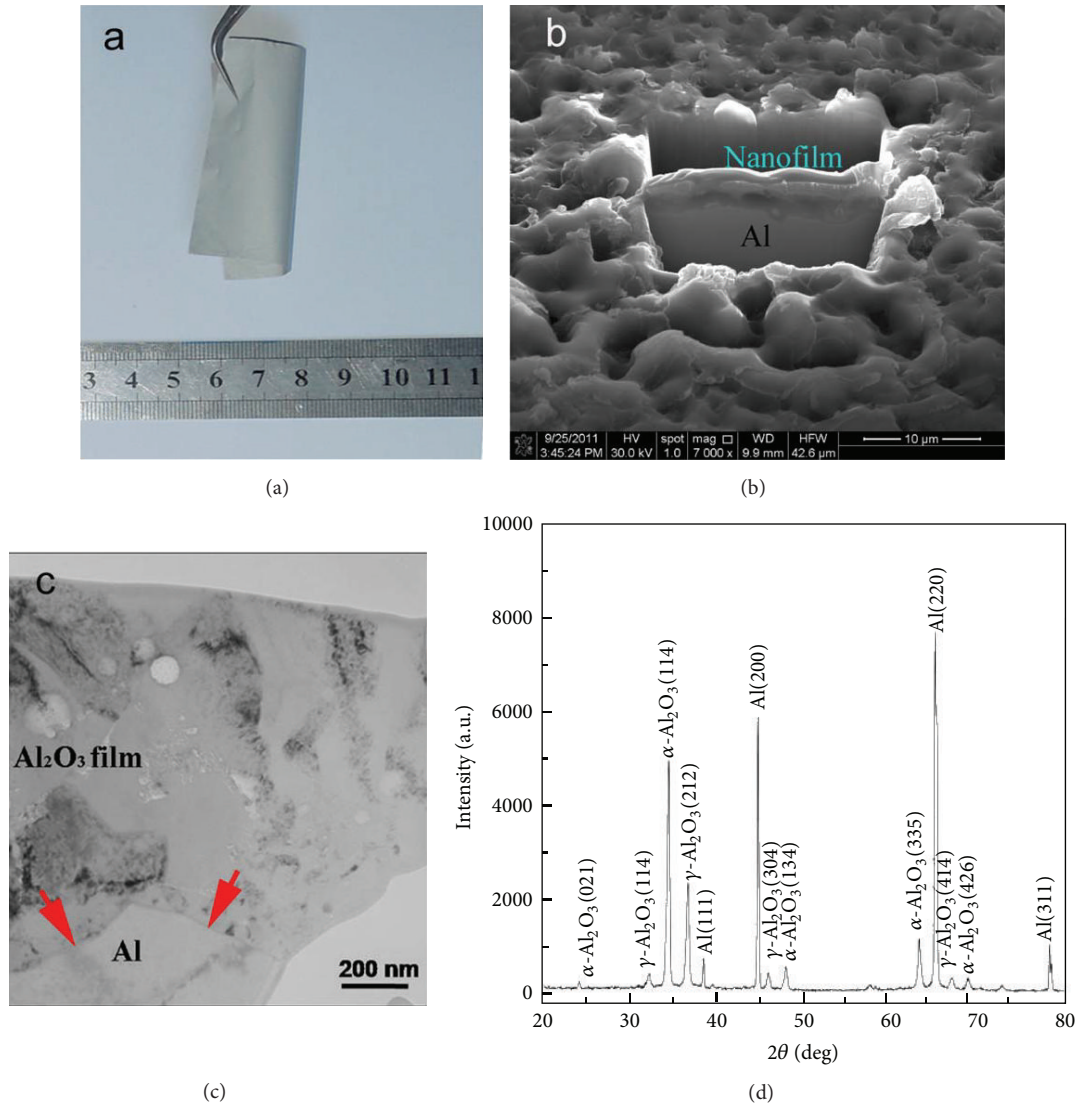 a
3 4 5 6 7 8 9 10 11 1
(a)
b
Nanofilm
Al
9/25/2011 HV spot mag □ WD HFW
3:45:24 PM 30.0 kV 1.0 7 000 x 9.9 mm 42.6 µm
10 µm
(b)
c
Al₂O₃ film
Al
200 nm
(c)
10000
8000
6000
4000
2000
0
Intensity (a.u.)
α-Al₂O₃(021)
γ-Al₂O₃(114)
α-Al₂O₃(114)
γ-Al₂O₃(212)
Al(111)
Al(200)
γ-Al₂O₃(304)
α-Al₂O₃(134)
α-Al₂O₃(335)
Al(220)
γ-Al₂O₃(414)
α-Al₂O₃(426)
Al(311)
20 30 40 50 60 70 80
2θ (deg)
(d)